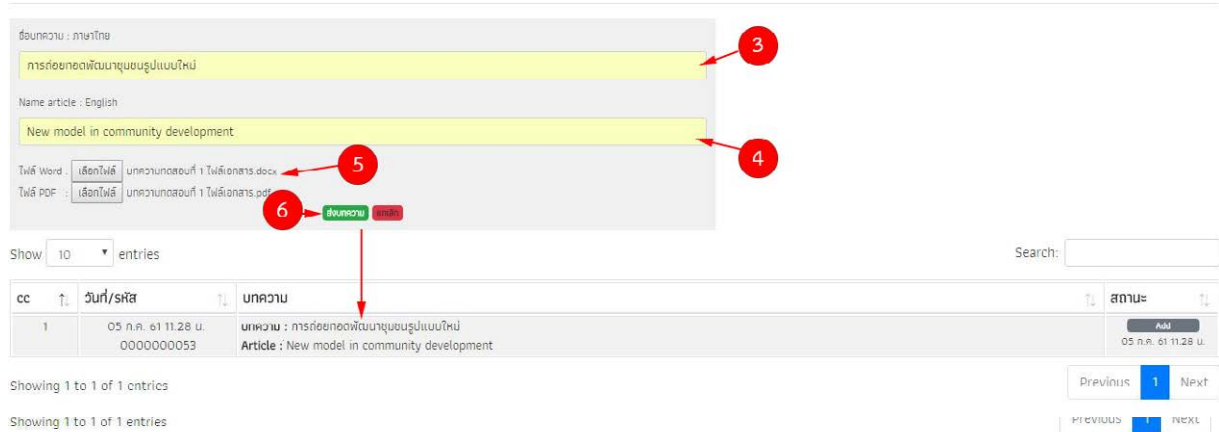 ชื่อบทความ : ภาษาไทย
การถ่ายทอดพัฒนาชุมชนรูปแบบใหม่
3
Name article : English
New model in community development
4
ไฟล์ Word : เลือกไฟล์ บทความทดสอบที่ 1 ไฟล์เอกสาร.docx
5
ไฟล์ PDF : เลือกไฟล์ บทความทดสอบที่ 1 ไฟล์เอกสาร.pdf
6
ส่งบทความ ยกเลิก
Show 10 entries Search:
cc วันที่/รหัส บทความ สถานะ
1 05 ก.ค. 61 11.28 น. บทความ : การถ่ายทอดพัฒนาชุมชนรูปแบบใหม่ Add
0000000053 Article : New model in community development 05 ก.ค. 61 11.28 น.
Showing 1 to 1 of 1 entries Previous 1 Next
Showing 1 to 1 of 1 entries Previous 1 Next